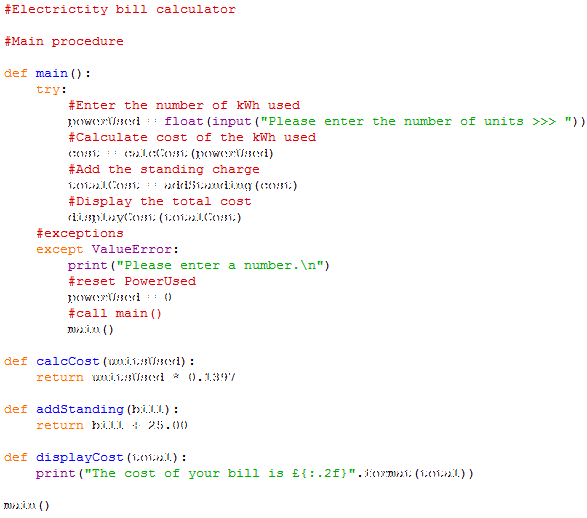 #Electrictity bill calculator
#Main procedure
def main():
try:
#Enter the number of kWh used
powerUsed = float(input("Please enter the number of units >>> "))
#Calculate cost of the kWh used
cost = calcCost(powerUsed)
#Add the standing charge
totalCost = addStanding(cost)
#Display the total cost
displayCost(totalCost)
#exceptions
except ValueError:
print("Please enter a number.\n")
#reset PowerUsed
powerUsed = 0
#call main()
main()
def calcCost(unitsUsed):
return unitsUsed * 0.1397
def addStanding(bill):
return bill + 25.00
def displayCost(total):
print("The cost of your bill is £{:.2f}".format(total))
main()